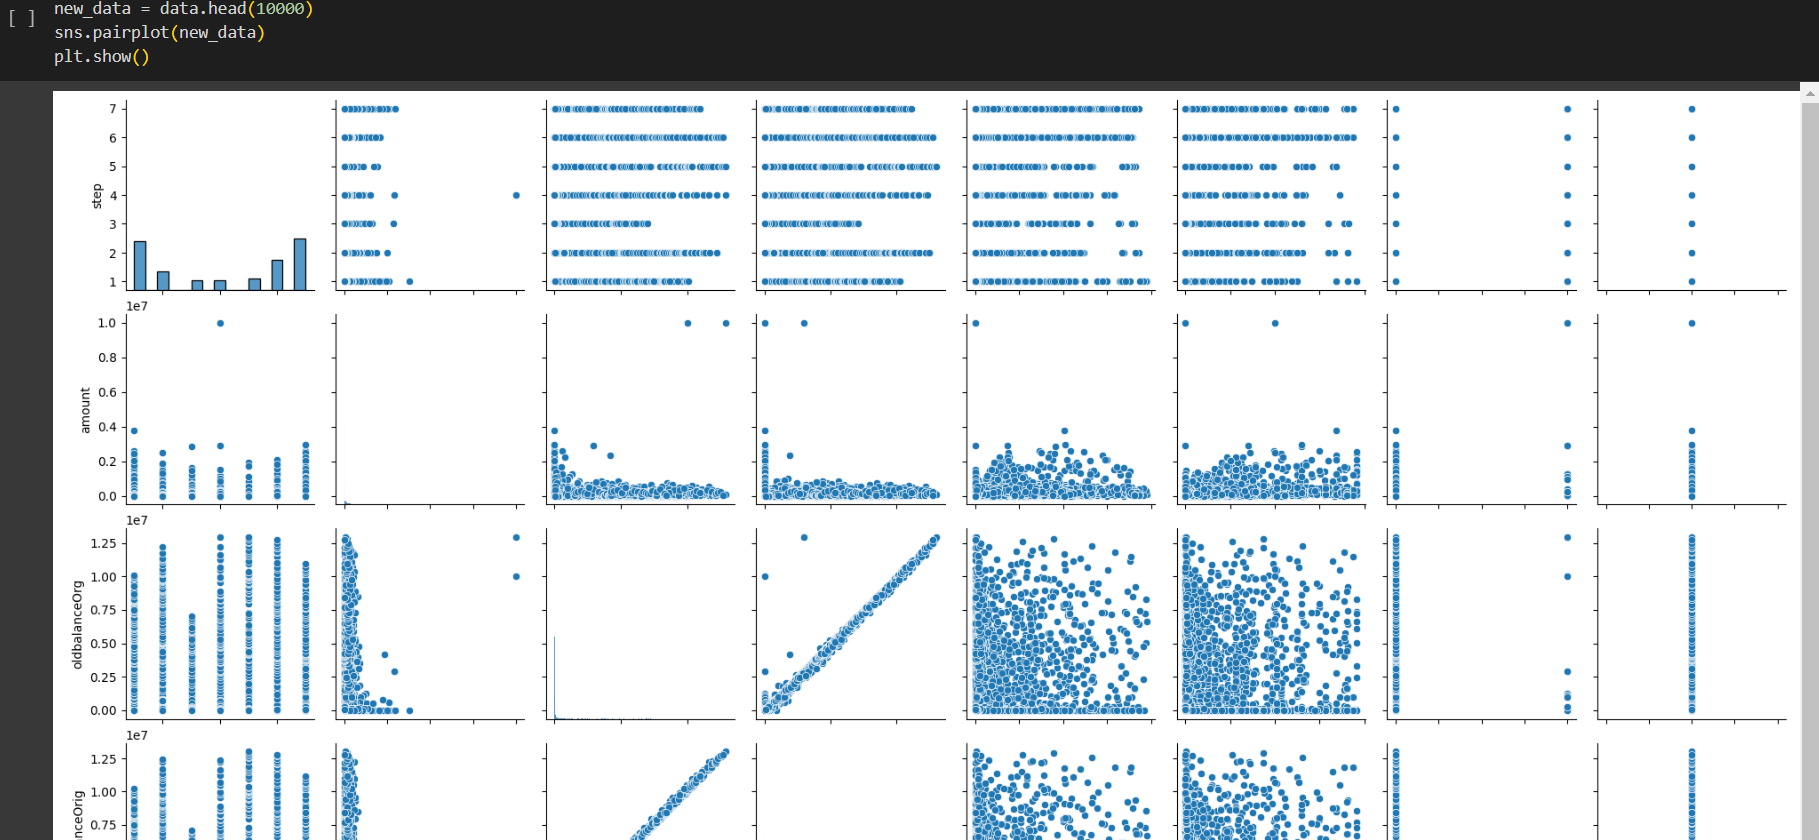 [ ]
new_data = data.head(10000)
sns.pairplot(new_data)
plt.show()
7
6
5
4
3
2
1
step
1e7
1.0
0.8
0.6
0.4
0.2
0.0
amount
1e7
1.25
1.00
0.75
0.50
0.25
0.00
oldbalanceOrg
1e7
1.25
1.00
0.75
nceOrig